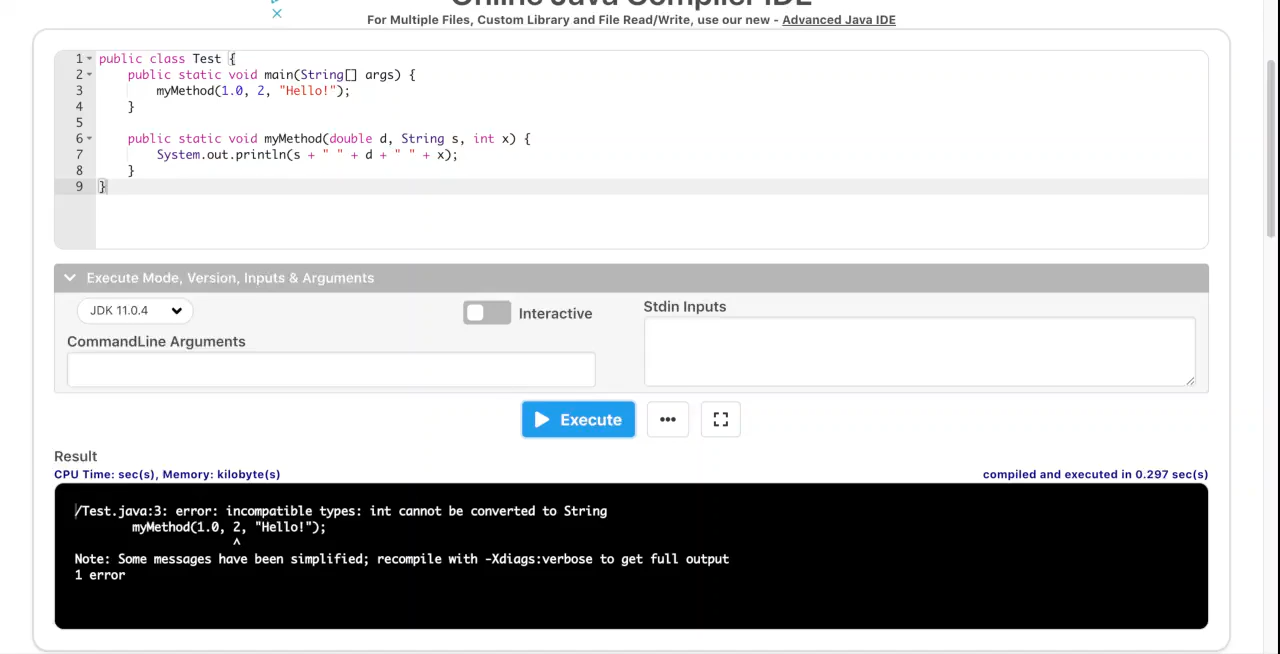 Online Java Compiler IDE
For Multiple Files, Custom Library and File Read/Write, use our new - Advanced Java IDE
1 public class Test {
2     public static void main(String[] args) {
3         myMethod(1.0, 2, "Hello!");
4     }
5
6     public static void myMethod(double d, String s, int x) {
7         System.out.println(s + " " + d + " " + x);
8     }
9 }
Execute Mode, Version, Inputs & Arguments
JDK 11.0.4
Interactive
Stdin Inputs
CommandLine Arguments
Execute
Result
CPU Time: sec(s), Memory: kilobyte(s)
compiled and executed in 0.297 sec(s)
/Test.java:3: error: incompatible types: int cannot be converted to String
        myMethod(1.0, 2, "Hello!");
                      ^
Note: Some messages have been simplified; recompile with -Xdiags:verbose to get full output
1 error